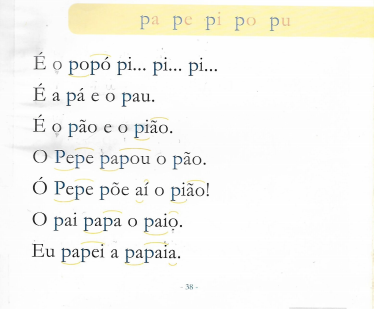 pa pe pi po pu
É o popó pi... pi... pi...
É a pá e o pau.
É o pão e o pião.
O Pepe papou o pão.
Ó Pepe põe aí o pião!
O pai papa o paio.
Eu papei a papaia.
- 38 -